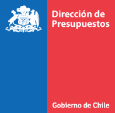 Dirección de
Presupuestos
Gobierno de Chile